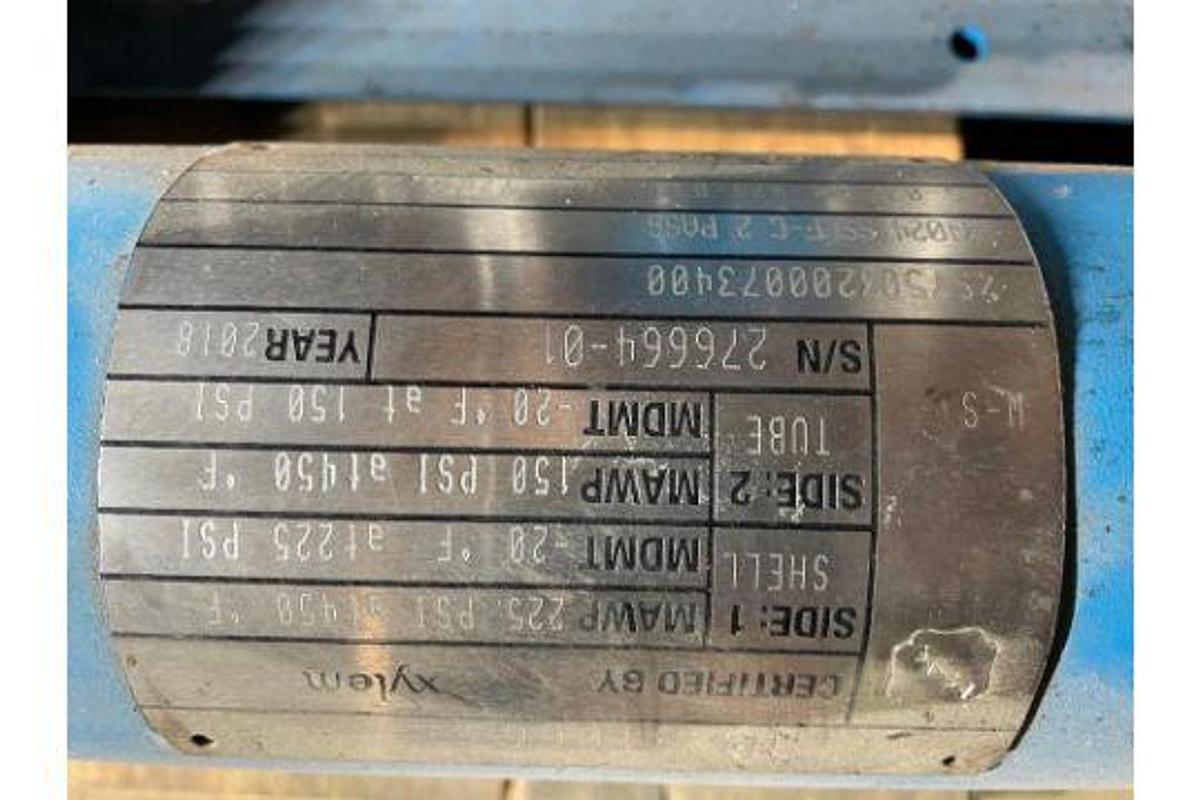 CERTIFIED BY xylem
SIDE: 1 MAWP 225 PSI at 450 °F
SHELL MDMT -20 °F at 225 PSI
SIDE: 2 MAWP 150 PSI at 450 °F
TUBE MDMT -20 °F at 150 PSI
W-S
S/N 276664-01 YEAR 2018
503200073400
2 PASS